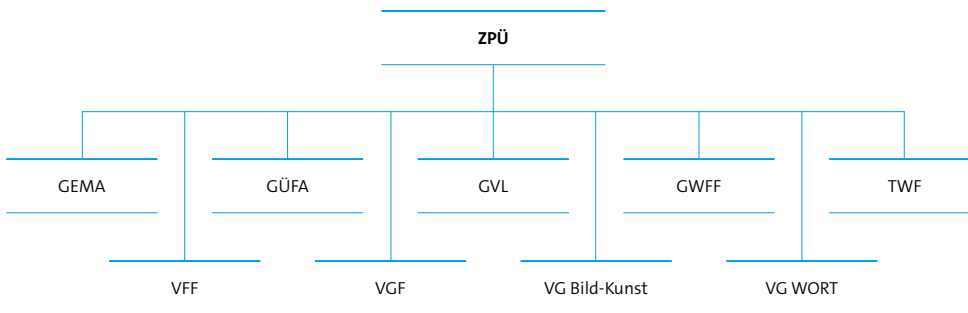 ZPÜ
GEMA
GÜFA
GVL
GWFF
TWF
VFF
VGF
VG Bild-Kunst
VG WORT